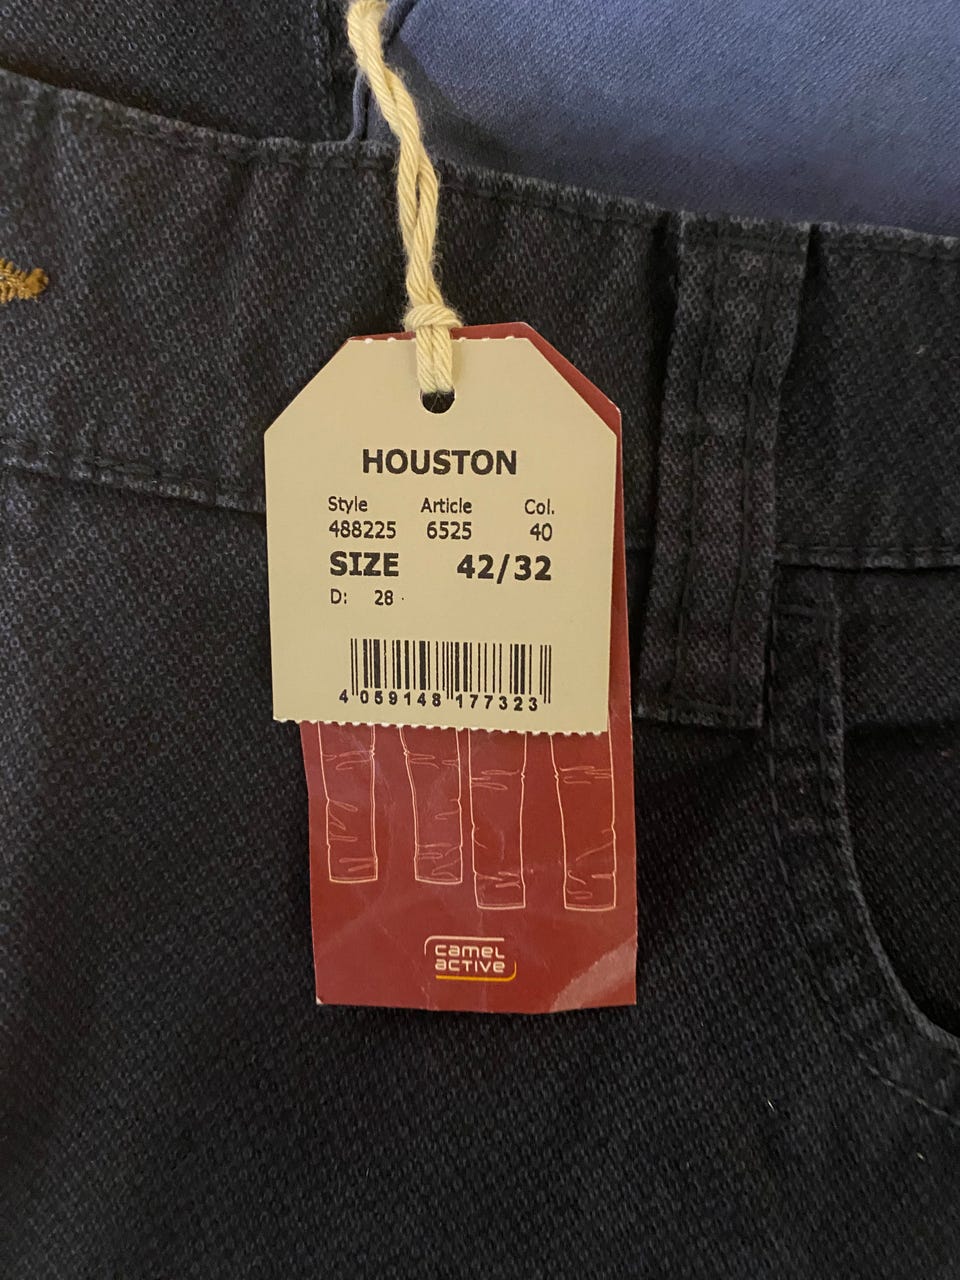 HOUSTON
Style Article Col.
488225 6525 40
SIZE 42/32
D: 28
4 059148 177323
camel
active